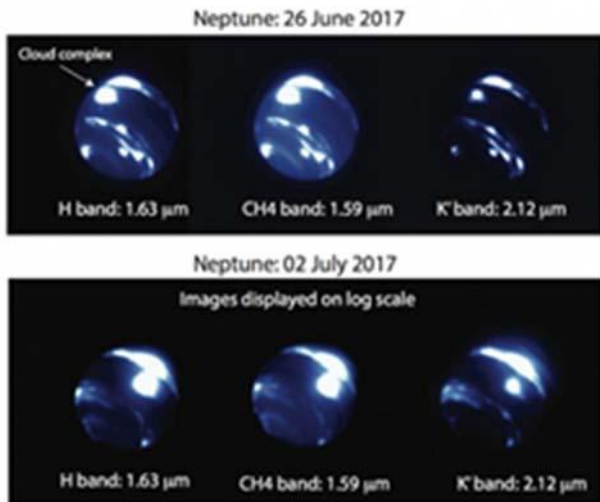 Neptune: 26 June 2017
Cloud complex
H band: 1.63 µm
CH4 band: 1.59 µm
K' band: 2.12 µm
Neptune: 02 July 2017
Images displayed on log scale
H band: 1.63 µm
CH4 band: 1.59 µm
K' band: 2.12 µm